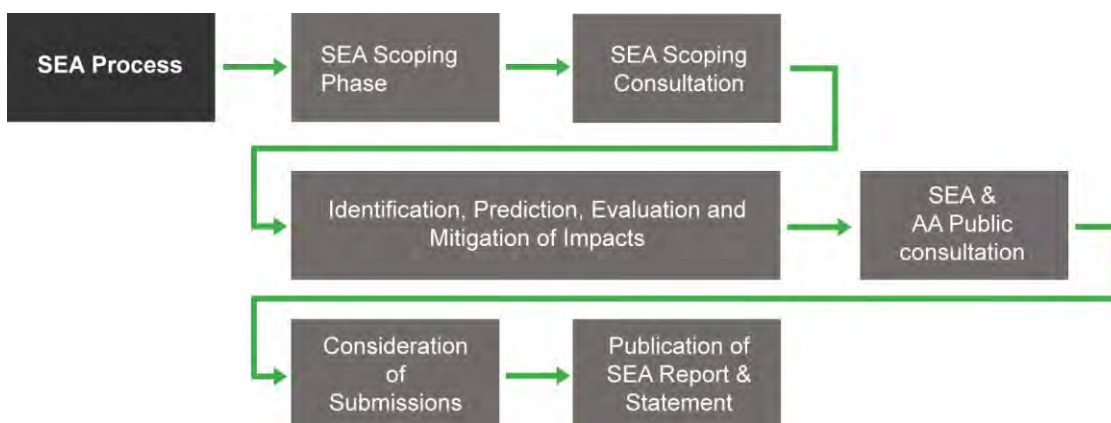 SEA Process
SEA Scoping
Phase
SEA Scoping
Consultation
Identification, Prediction, Evaluation and
Mitigation of Impacts
SEA &
AA Public
consultation
Consideration
of
Submissions
Publication of
SEA Report &
Statement